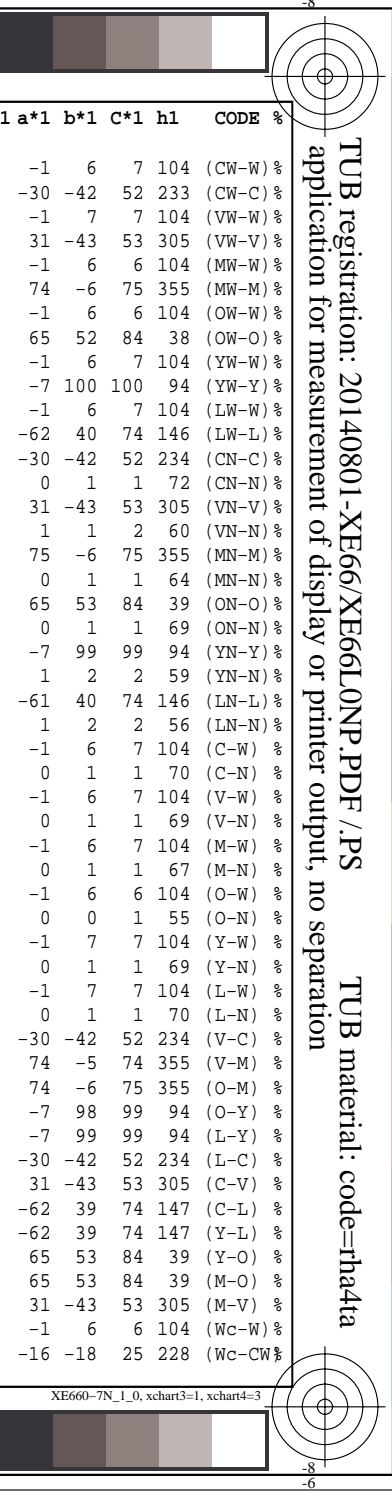 -8
1 a*1 b*1 C*1 h1 CODE %
-1 6 7 104 (CW-W)%
-30 -42 52 233 (CW-C)%
-1 7 7 104 (VW-W)%
31 -43 53 305 (VW-V)%
-1 6 6 104 (MW-W)%
74 -6 75 355 (MW-M)%
-1 6 6 104 (OW-W)%
65 52 84 38 (OW-O)%
-1 6 7 104 (YW-W)%
-7 100 100 94 (YW-Y)%
-1 6 7 104 (LW-W)%
-62 40 74 146 (LW-L)%
-30 -42 52 234 (CN-C)%
0 1 1 72 (CN-N)%
31 -43 53 305 (VN-V)%
1 1 2 60 (VN-N)%
75 -6 75 355 (MN-M)%
0 1 1 64 (MN-N)%
65 53 84 39 (ON-O)%
0 1 1 69 (ON-N)%
-7 99 99 94 (YN-Y)%
1 2 2 59 (YN-N)%
-61 40 74 146 (LN-L)%
1 2 2 56 (LN-N)%
-1 6 7 104 (C-W) %
0 1 1 70 (C-N) %
-1 6 7 104 (V-W) %
0 1 1 69 (V-N) %
-1 6 7 104 (M-W) %
0 1 1 67 (M-N) %
-1 6 6 104 (O-W) %
0 0 1 55 (O-N) %
-1 7 7 104 (Y-W) %
0 1 1 69 (Y-N) %
-1 7 7 104 (L-W) %
0 1 1 70 (L-N) %
-30 -42 52 234 (V-C) %
74 -5 74 355 (V-M) %
74 -6 75 355 (O-M) %
-7 98 99 94 (O-Y) %
-7 99 99 94 (L-Y) %
-30 -42 52 234 (L-C) %
31 -43 53 305 (C-V) %
-62 39 74 147 (C-L) %
-62 39 74 147 (Y-L) %
65 53 84 39 (Y-O) %
65 53 84 39 (M-O) %
31 -43 53 305 (M-V) %
-1 6 6 104 (Wc-W)%
-16 -18 25 228 (Wc-CW%
XE660-7N_1_0, xchart3=1, xchart4=3
TUB registration: 20140801-XE66/XE66L0NP.PDF /.PS TUB material: code=rha4ta
application for measurement of display or printer output, no separation
-8
-6